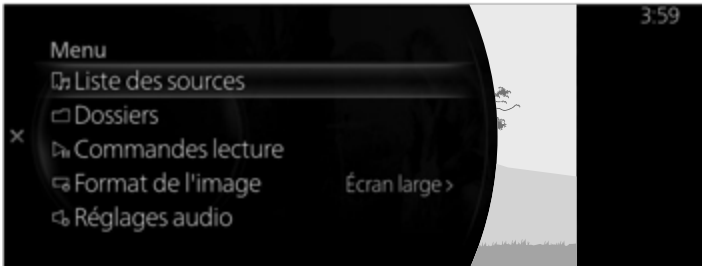 3:59
Menu
Liste des sources
Dossiers
Commandes lecture
Format de l'image Écran large >
Réglages audio